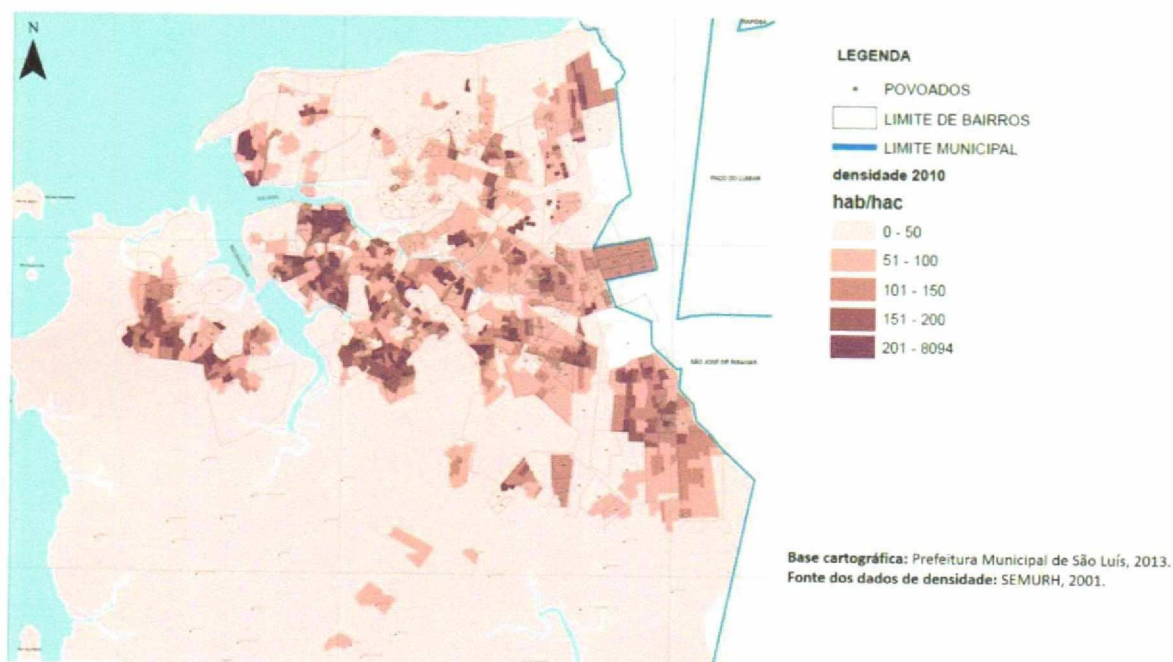 N
RAPOSA
PAÇO DO LUMIAR
SÃO JOSÉ DE RIBAMAR
LEGENDA
POVOADOS
LIMITE DE BAIRROS
LIMITE MUNICIPAL
densidade 2010
hab/hac
0 - 50
51 - 100
101 - 150
151 - 200
201 - 8094
Base cartográfica: Prefeitura Municipal de São Luís, 2013.
Fonte dos dados de densidade: SEMURH, 2001.